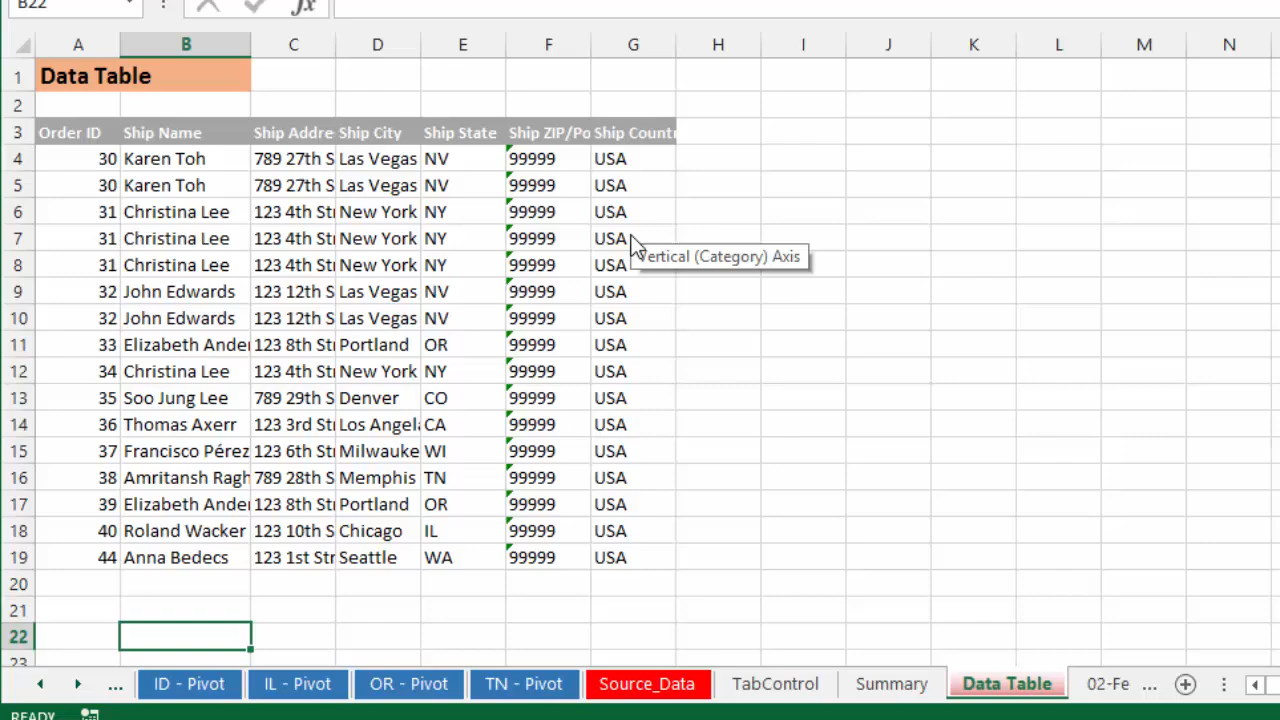 B22 fx
A B C D E F G H I J K L M N
1 Data Table
2
3 Order ID Ship Name Ship Addre Ship City Ship State Ship ZIP/Po Ship Countr
4 30 Karen Toh 789 27th S Las Vegas NV 99999 USA
5 30 Karen Toh 789 27th S Las Vegas NV 99999 USA
6 31 Christina Lee 123 4th Str New York NY 99999 USA
7 31 Christina Lee 123 4th Str New York NY 99999 USA Vertical (Category) Axis
8 31 Christina Lee 123 4th Str New York NY 99999 USA
9 32 John Edwards 123 12th S Las Vegas NV 99999 USA
10 32 John Edwards 123 12th S Las Vegas NV 99999 USA
11 33 Elizabeth Ander 123 8th Str Portland OR 99999 USA
12 34 Christina Lee 123 4th Str New York NY 99999 USA
13 35 Soo Jung Lee 789 29th S Denver CO 99999 USA
14 36 Thomas Axerr 123 3rd Str Los Angela CA 99999 USA
15 37 Francisco Pérez 123 6th Str Milwauke WI 99999 USA
16 38 Amritansh Ragh 789 28th S Memphis TN 99999 USA
17 39 Elizabeth Ander 123 8th Str Portland OR 99999 USA
18 40 Roland Wacker 123 10th S Chicago IL 99999 USA
19 44 Anna Bedecs 123 1st Str Seattle WA 99999 USA
20
21
22
23
... ID - Pivot IL - Pivot OR - Pivot TN - Pivot Source_Data TabControl Summary Data Table 02-Fe ...
READY